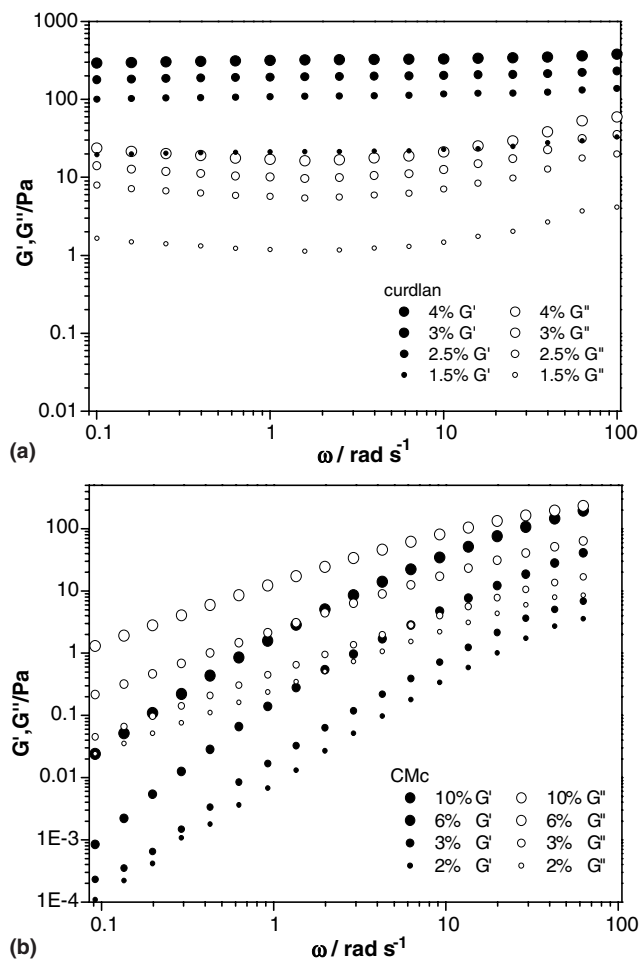 1000
100
10
1
0.1
0.01
G',G''/Pa
curdlan
4% G' 4% G''
3% G' 3% G''
2.5% G' 2.5% G''
1.5% G' 1.5% G''
0.1 1 10 100
(a) ω / rad s⁻¹
100
10
1
0.1
0.01
1E-3
1E-4
G',G''/Pa
CMc
10% G' 10% G''
6% G' 6% G''
3% G' 3% G''
2% G' 2% G''
0.1 1 10 100
(b) ω / rad s⁻¹